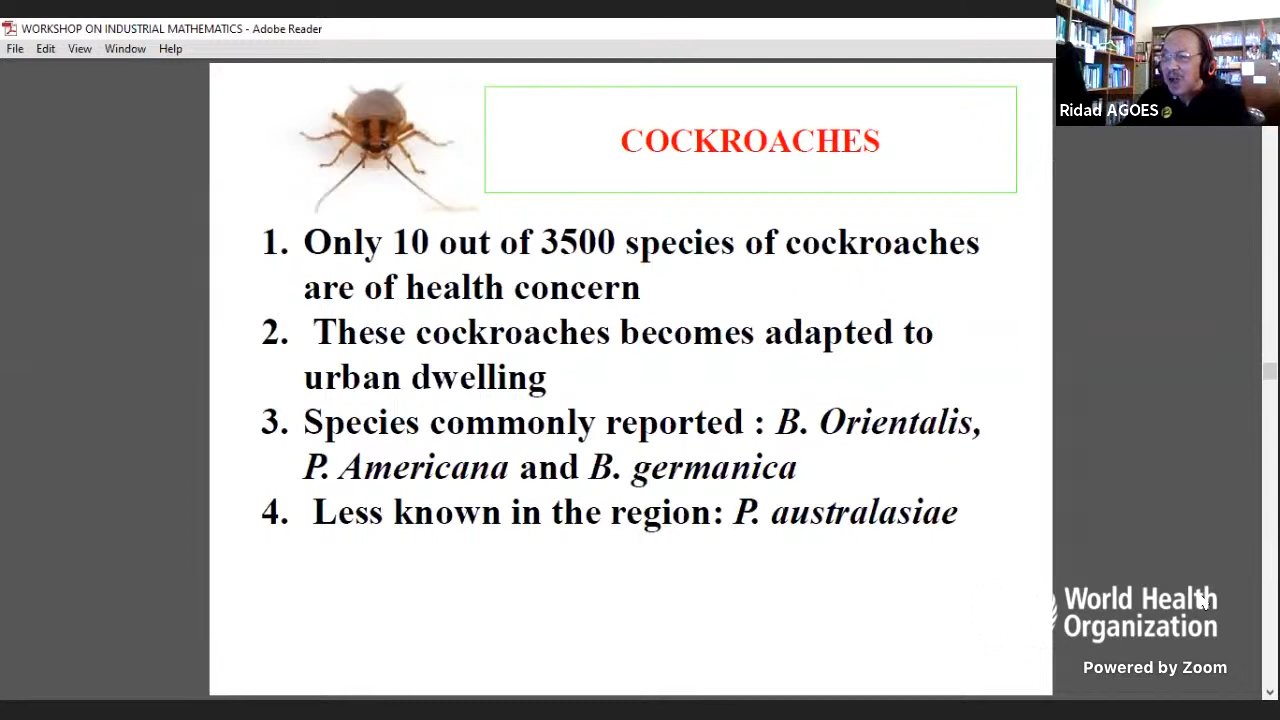 WORKSHOP ON INDUSTRIAL MATHEMATICS - Adobe Reader
File Edit View Window Help
Ridad AGOES
COCKROACHES
1. Only 10 out of 3500 species of cockroaches
are of health concern
2. These cockroaches becomes adapted to
urban dwelling
3. Species commonly reported : B. Orientalis,
P. Americana and B. germanica
4. Less known in the region: P. australasiae
World Health
Organization
Powered by Zoom